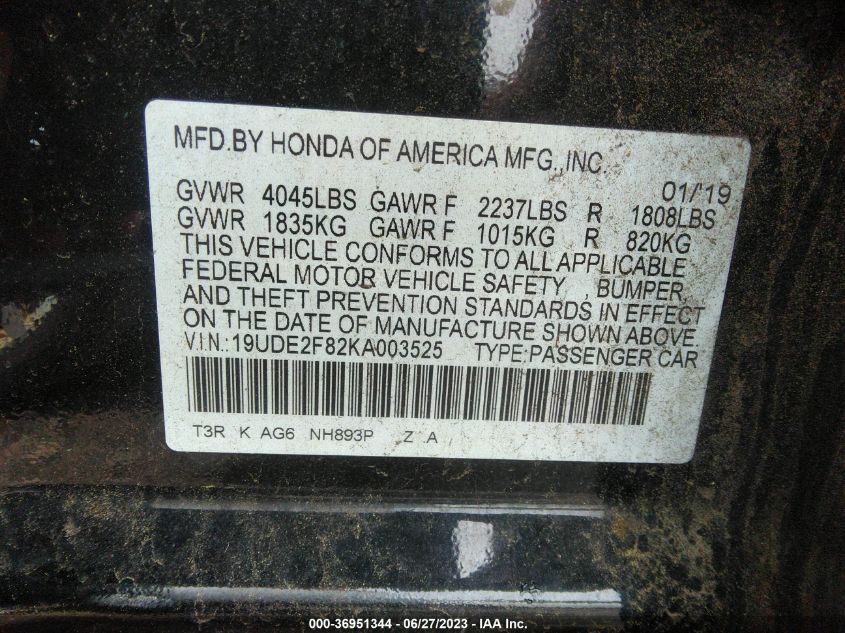 MFD.BY HONDA OF AMERICA MFG.,INC.
01/'19
GVWR 4045LBS GAWR F 2237LBS R 1808LBS
GVWR 1835KG GAWR F 1015KG R 820KG
THIS VEHICLE CONFORMS TO ALL APPLICABLE
FEDERAL MOTOR VEHICLE SAFETY , BUMPER,
AND THEFT PREVENTION STANDARDS IN EFFECT
ON THE DATE OF MANUFACTURE SHOWN ABOVE.
V.I.N.: 19UDE2F82KA003525 TYPE:PASSENGER CAR
T3R K AG6 NH893P Z A
000-36951344 - 06/27/2023 - IAA Inc.